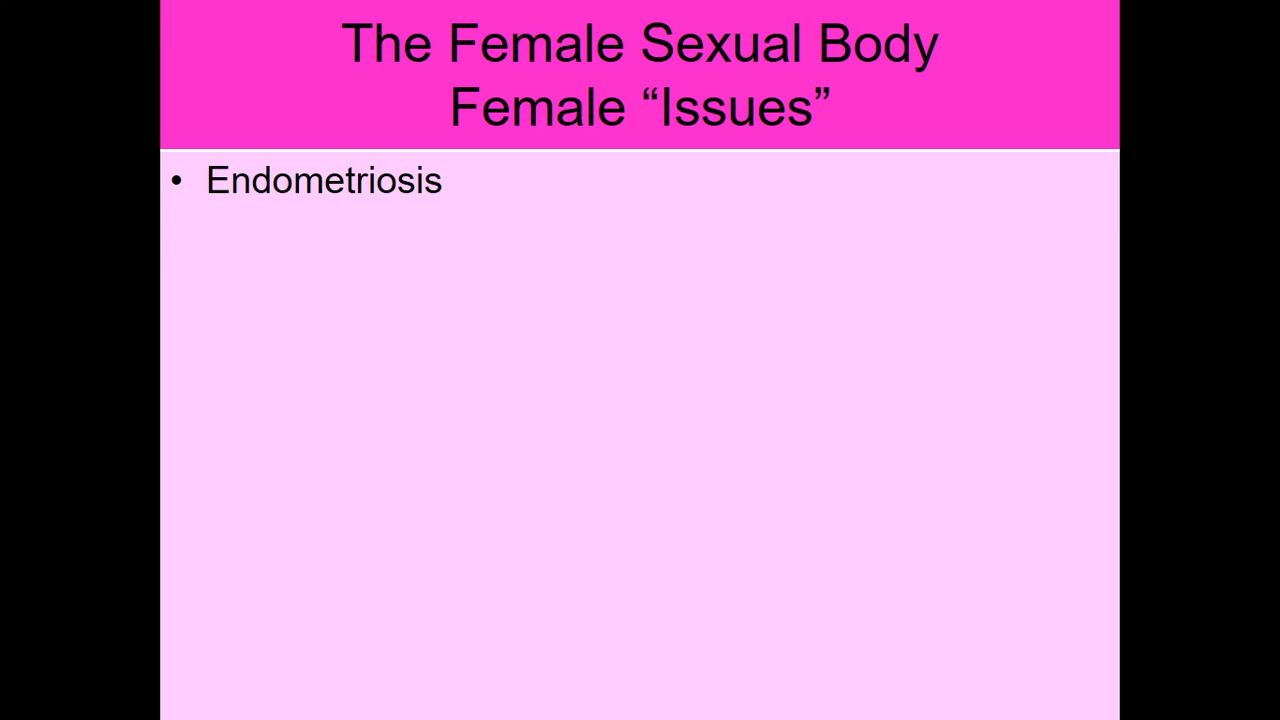 The Female Sexual Body
Female “Issues”
• Endometriosis